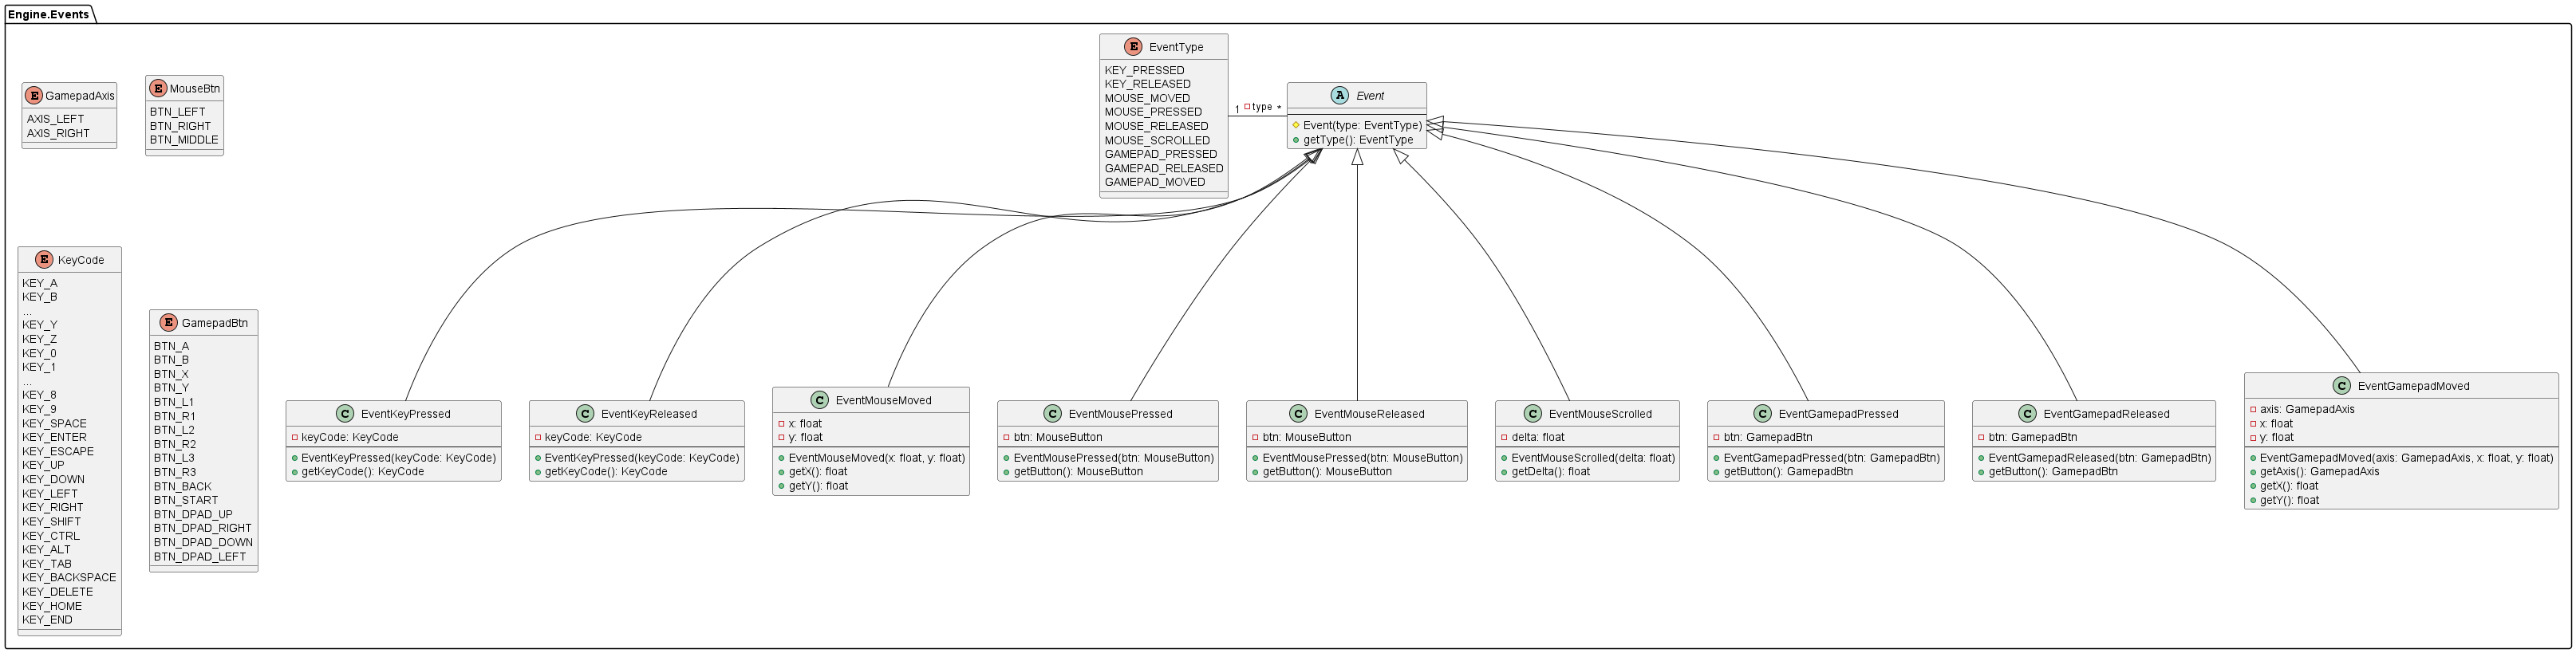 Engine.Events
E GamepadAxis
AXIS_LEFT
AXIS_RIGHT
E MouseBtn
BTN_LEFT
BTN_RIGHT
BTN_MIDDLE
E EventType
KEY_PRESSED
KEY_RELEASED
MOUSE_MOVED
MOUSE_PRESSED
MOUSE_RELEASED
MOUSE_SCROLLED
GAMEPAD_PRESSED
GAMEPAD_RELEASED
GAMEPAD_MOVED
1 type *
A Event
Event(type: EventType)
getType(): EventType
E KeyCode
KEY_A
KEY_B
...
KEY_Y
KEY_Z
KEY_0
KEY_1
...
KEY_8
KEY_9
KEY_SPACE
KEY_ENTER
KEY_ESCAPE
KEY_UP
KEY_DOWN
KEY_LEFT
KEY_RIGHT
KEY_SHIFT
KEY_CTRL
KEY_ALT
KEY_TAB
KEY_BACKSPACE
KEY_DELETE
KEY_HOME
KEY_END
E GamepadBtn
BTN_A
BTN_B
BTN_X
BTN_Y
BTN_L1
BTN_R1
BTN_L2
BTN_R2
BTN_L3
BTN_R3
BTN_BACK
BTN_START
BTN_DPAD_UP
BTN_DPAD_RIGHT
BTN_DPAD_DOWN
BTN_DPAD_LEFT
C EventKeyPressed
keyCode: KeyCode
EventKeyPressed(keyCode: KeyCode)
getKeyCode(): KeyCode
C EventKeyReleased
keyCode: KeyCode
EventKeyPressed(keyCode: KeyCode)
getKeyCode(): KeyCode
C EventMouseMoved
x: float
y: float
EventMouseMoved(x: float, y: float)
getX(): float
getY(): float
C EventMousePressed
btn: MouseButton
EventMousePressed(btn: MouseButton)
getButton(): MouseButton
C EventMouseReleased
btn: MouseButton
EventMousePressed(btn: MouseButton)
getButton(): MouseButton
C EventMouseScrolled
delta: float
EventMouseScrolled(delta: float)
getDelta(): float
C EventGamepadPressed
btn: GamepadBtn
EventGamepadPressed(btn: GamepadBtn)
getButton(): GamepadBtn
C EventGamepadReleased
btn: GamepadBtn
EventGamepadReleased(btn: GamepadBtn)
getButton(): GamepadBtn
C EventGamepadMoved
axis: GamepadAxis
x: float
y: float
EventGamepadMoved(axis: GamepadAxis, x: float, y: float)
getAxis(): GamepadAxis
getX(): float
getY(): float